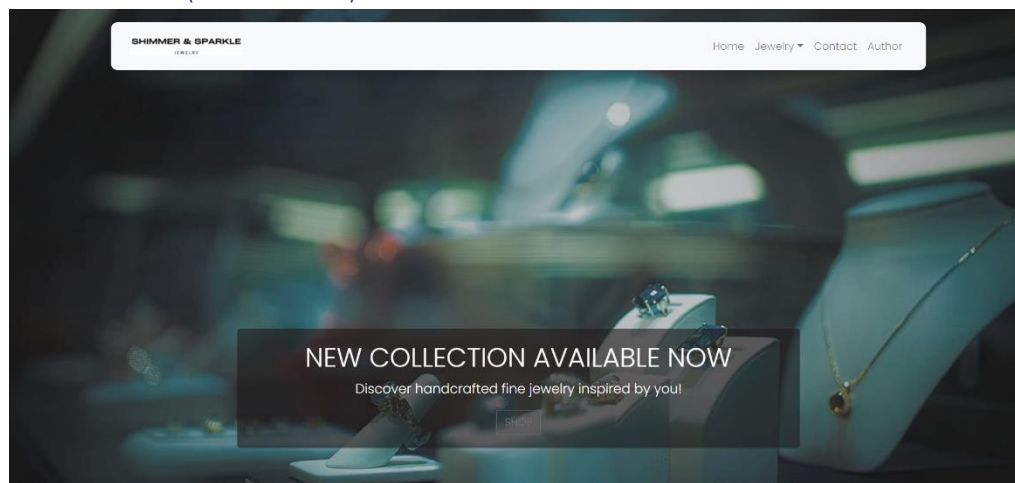 SHIMMER & SPARKLE
JEWELRY
Home Jewelry Contact Author
NEW COLLECTION AVAILABLE NOW
Discover handcrafted fine jewelry inspired by you!
SHOP